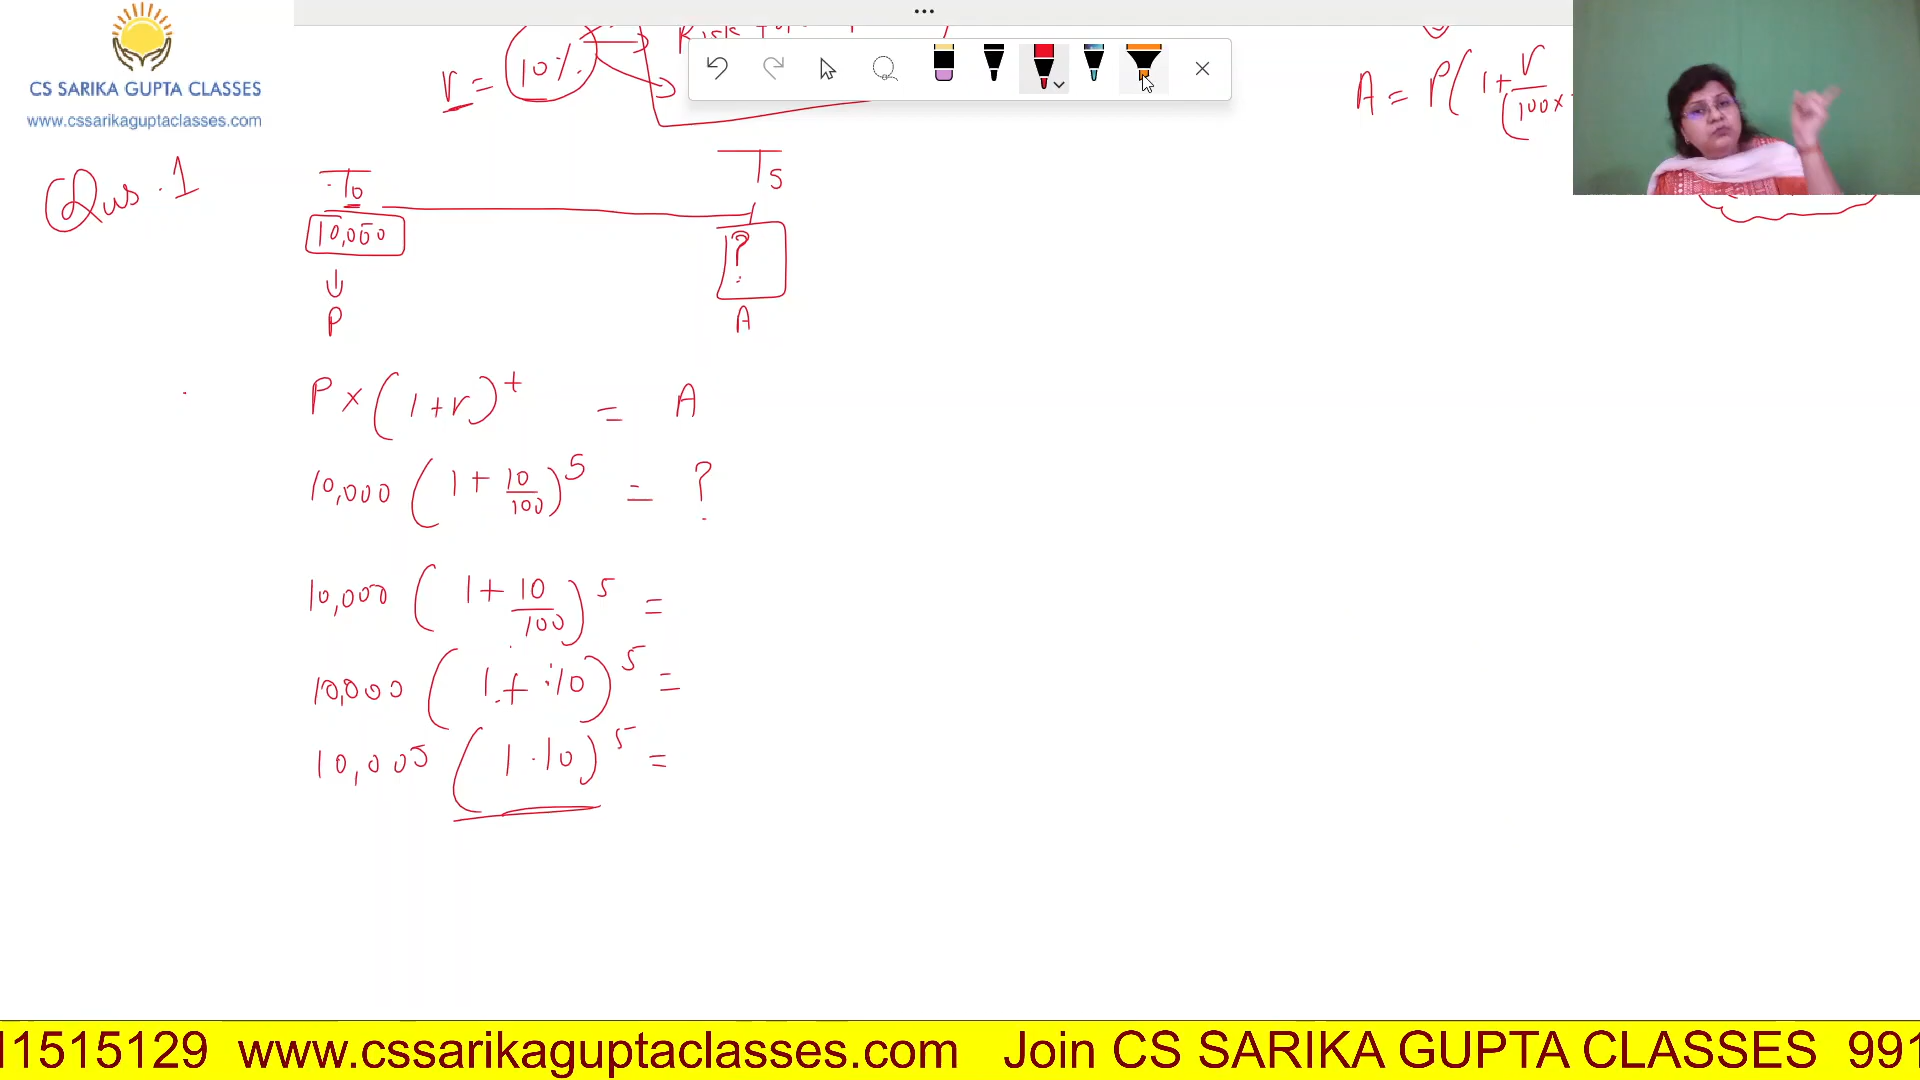 CS SARIKA GUPTA CLASSES
www.cssarikaguptaclasses.com
r = 10%
Risk
A = P(1+r/100×
Qus.1
T0
T5
10,000
?
P
A
P × (1+r)^t = A
10,000 (1 + 10/100)^5 = ?
10,000 (1 + 10/100)^5 =
10,000 (1 + .10)^5 =
10,000 (1.10)^5 =
11515129 www.cssarikaguptaclasses.com Join CS SARIKA GUPTA CLASSES 991